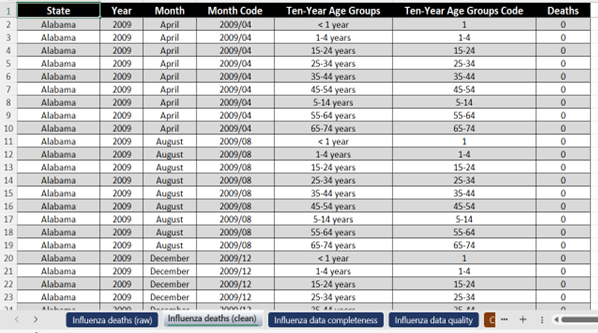 1 State Year Month Month Code Ten-Year Age Groups Ten-Year Age Groups Code Deaths
2 Alabama 2009 April 2009/04 < 1 year 1 0
3 Alabama 2009 April 2009/04 1-4 years 1-4 0
4 Alabama 2009 April 2009/04 15-24 years 15-24 0
5 Alabama 2009 April 2009/04 25-34 years 25-34 0
6 Alabama 2009 April 2009/04 35-44 years 35-44 0
7 Alabama 2009 April 2009/04 45-54 years 45-54 0
8 Alabama 2009 April 2009/04 5-14 years 5-14 0
9 Alabama 2009 April 2009/04 55-64 years 55-64 0
10 Alabama 2009 April 2009/04 65-74 years 65-74 0
11 Alabama 2009 August 2009/08 < 1 year 1 0
12 Alabama 2009 August 2009/08 1-4 years 1-4 0
13 Alabama 2009 August 2009/08 15-24 years 15-24 0
14 Alabama 2009 August 2009/08 25-34 years 25-34 0
15 Alabama 2009 August 2009/08 35-44 years 35-44 0
16 Alabama 2009 August 2009/08 45-54 years 45-54 0
17 Alabama 2009 August 2009/08 5-14 years 5-14 0
18 Alabama 2009 August 2009/08 55-64 years 55-64 0
19 Alabama 2009 August 2009/08 65-74 years 65-74 0
20 Alabama 2009 December 2009/12 < 1 year 1 0
21 Alabama 2009 December 2009/12 1-4 years 1-4 0
22 Alabama 2009 December 2009/12 15-24 years 15-24 0
23 Alabama 2009 December 2009/12 25-34 years 25-34 0
Influenza deaths (raw) Influenza deaths (clean) Influenza data completeness Influenza data quality C